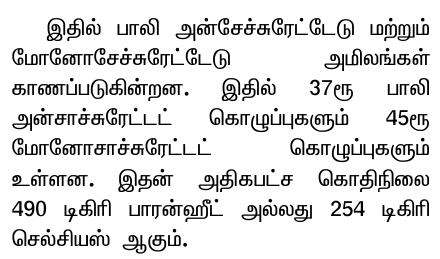 இதில் பாலி அன்சேச்சுரேட்டேடு மற்றும்
மோனோசேச்சுரேட்டேடு அமிலங்கள்
காணப்படுகின்றன. இதில் 37ரூ பாலி
அன்சாச்சுரேட்டட் கொழுப்புகளும் 45ரூ
மோனோசாச்சுரேட்டட் கொழுப்புகளும்
உள்ளன. இதன் அதிகபட்ச கொதிநிலை
490 டிகிரி பாரன்ஹீட் அல்லது 254 டிகிரி
செல்சியஸ் ஆகும்.